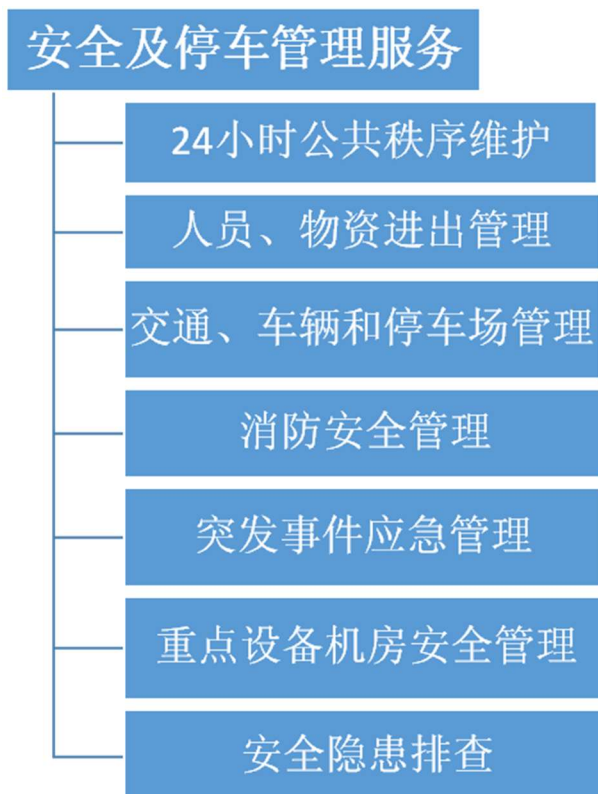 安全及停车管理服务
24小时公共秩序维护
人员、物资进出管理
交通、车辆和停车场管理
消防安全管理
突发事件应急管理
重点设备机房安全管理
安全隐患排查